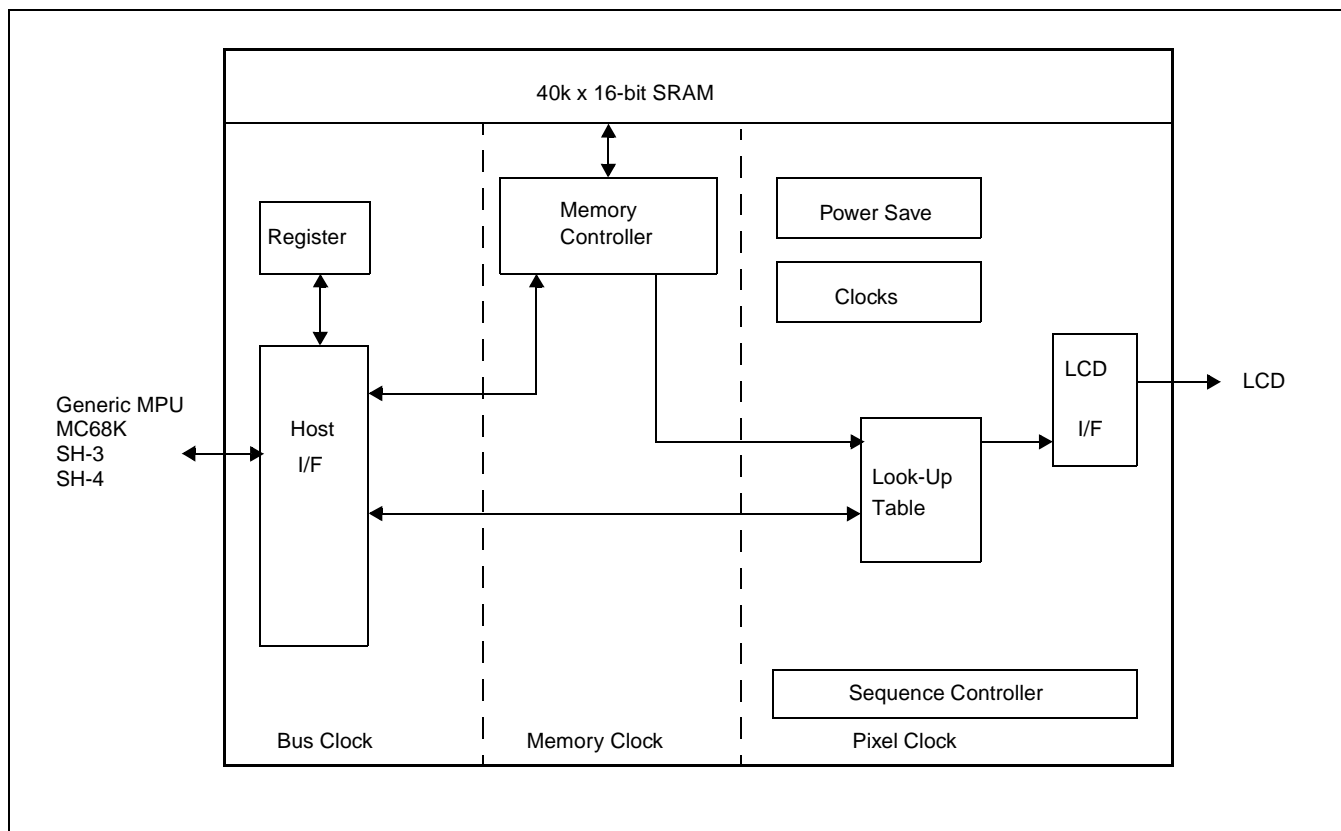 40k x 16-bit SRAM
Register
Memory
Controller
Power Save
Clocks
Generic MPU
MC68K
SH-3
SH-4
Host
I/F
Look-Up
Table
LCD
I/F
LCD
Sequence Controller
Bus Clock
Memory Clock
Pixel Clock